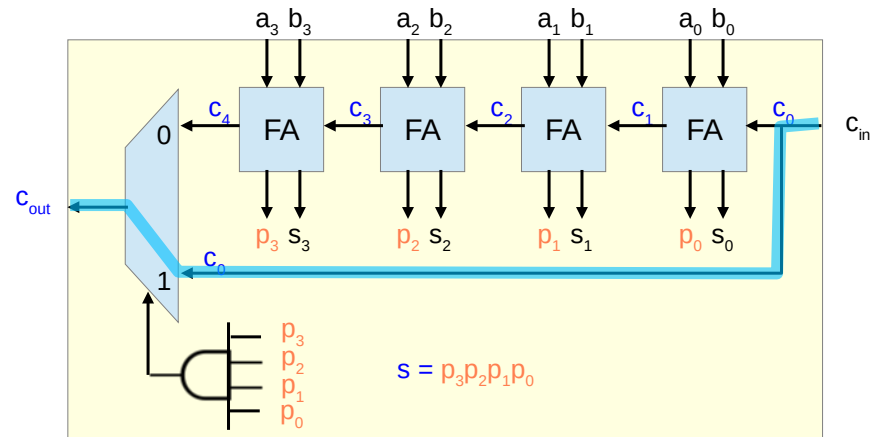 a₃ b₃ a₂ b₂ a₁ b₁ a₀ b₀
c₄ FA c₃ FA c₂ FA c₁ FA c₀ cᵢₙ
0
cₒᵤₜ
p₃ s₃ p₂ s₂ p₁ s₁ p₀ s₀
c₀
1
p₃
p₂
p₁
p₀
s = p₃p₂p₁p₀